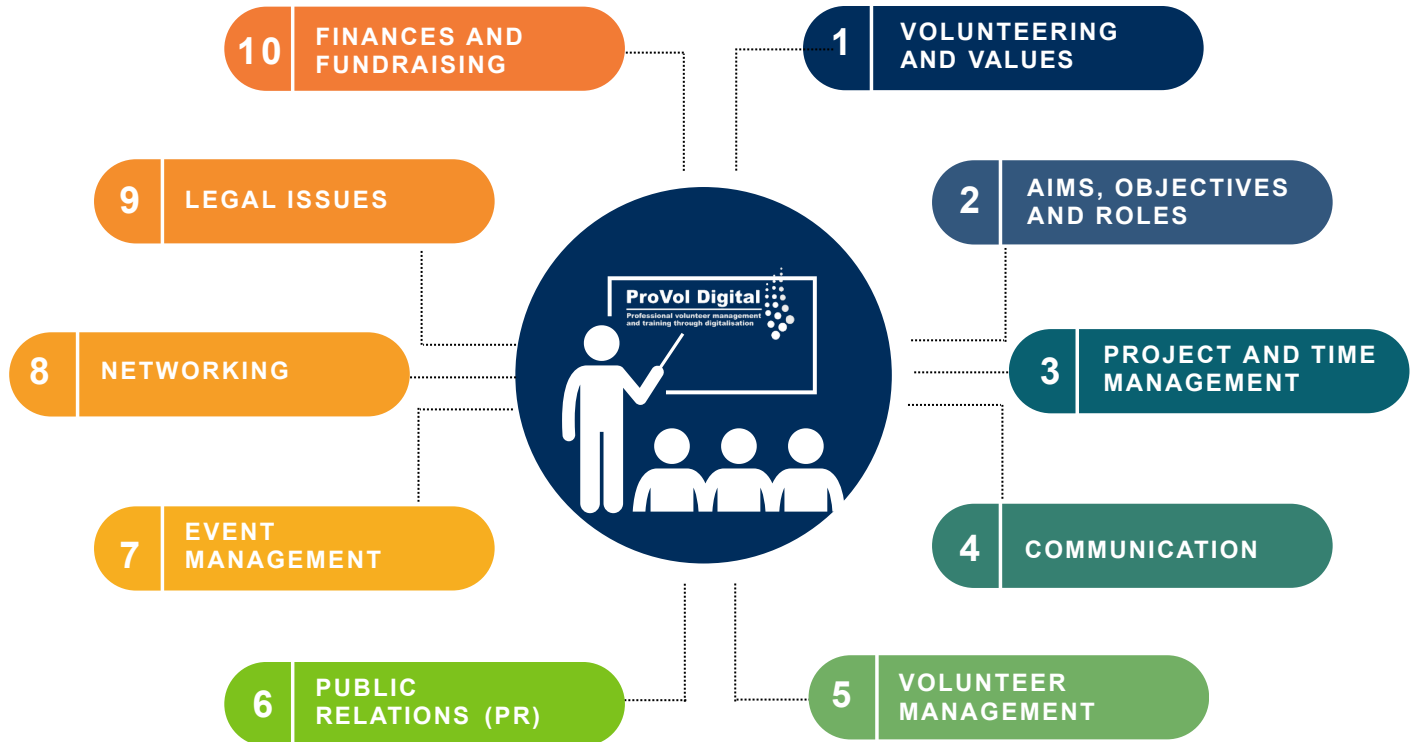 1
VOLUNTEERING
AND VALUES
2
AIMS, OBJECTIVES
AND ROLES
3
PROJECT AND TIME
MANAGEMENT
4
COMMUNICATION
5
VOLUNTEER
MANAGEMENT
6
PUBLIC
RELATIONS (PR)
7
EVENT
MANAGEMENT
8
NETWORKING
9
LEGAL ISSUES
10
FINANCES AND
FUNDRAISING
ProVol Digital
Professional volunteer management
and training through digitalisation